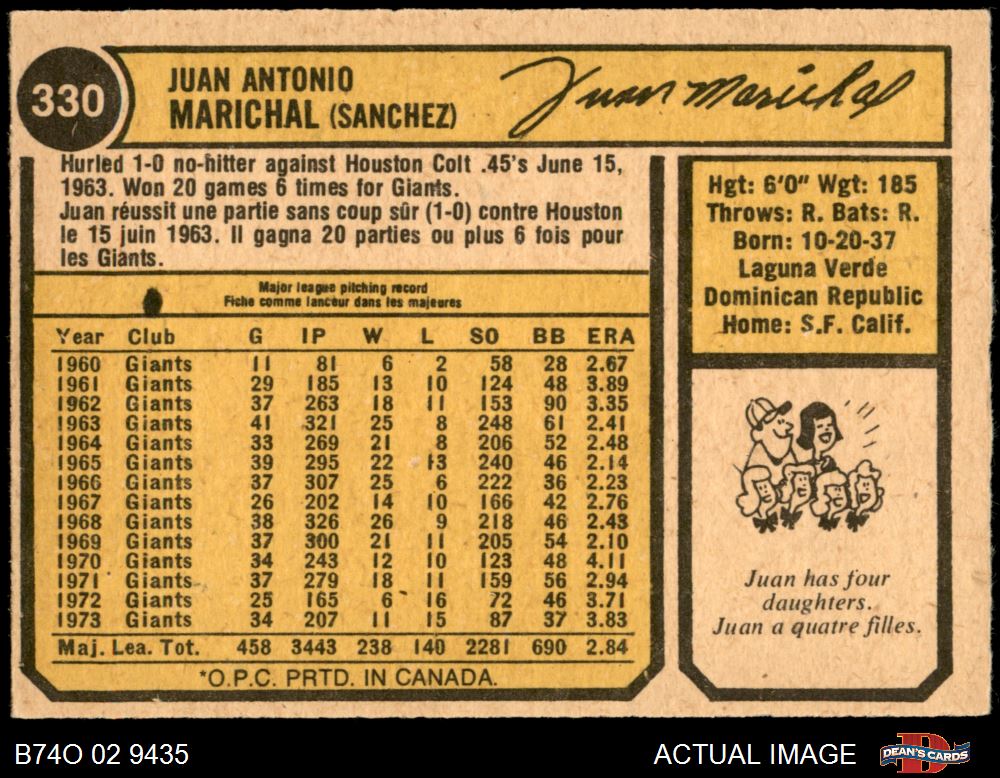 330
JUAN ANTONIO
MARICHAL (SANCHEZ)
Juan Marichal
Hurled 1-0 no-hitter against Houston Colt .45's June 15,
1963. Won 20 games 6 times for Giants.
Juan réussit une partie sans coup sûr (1-0) contre Houston
le 15 juin 1963. Il gagna 20 parties ou plus 6 fois pour
les Giants.
Major league pitching record
Fiche comme lanceur dans les majeures
Year Club G IP W L SO BB ERA
1960 Giants 11 81 6 2 58 28 2.67
1961 Giants 29 185 13 10 124 48 3.89
1962 Giants 37 263 18 11 153 90 3.35
1963 Giants 41 321 25 8 248 61 2.41
1964 Giants 33 269 21 8 206 52 2.48
1965 Giants 39 295 22 13 240 46 2.14
1966 Giants 37 307 25 6 222 36 2.23
1967 Giants 26 202 14 10 166 42 2.76
1968 Giants 38 326 26 9 218 46 2.43
1969 Giants 37 300 21 11 205 54 2.10
1970 Giants 34 243 12 10 123 48 4.11
1971 Giants 37 279 18 11 159 56 2.94
1972 Giants 25 165 6 16 72 46 3.71
1973 Giants 34 207 11 15 87 37 3.83
Maj. Lea. Tot. 458 3443 238 140 2281 690 2.84
*O.P.C. PRTD. IN CANADA.
Hgt: 6'0" Wgt: 185
Throws: R. Bats: R.
Born: 10-20-37
Laguna Verde
Dominican Republic
Home: S.F. Calif.
Juan has four
daughters.
Juan a quatre filles.
B74O 02 9435
ACTUAL IMAGE
DEAN'S CARDS